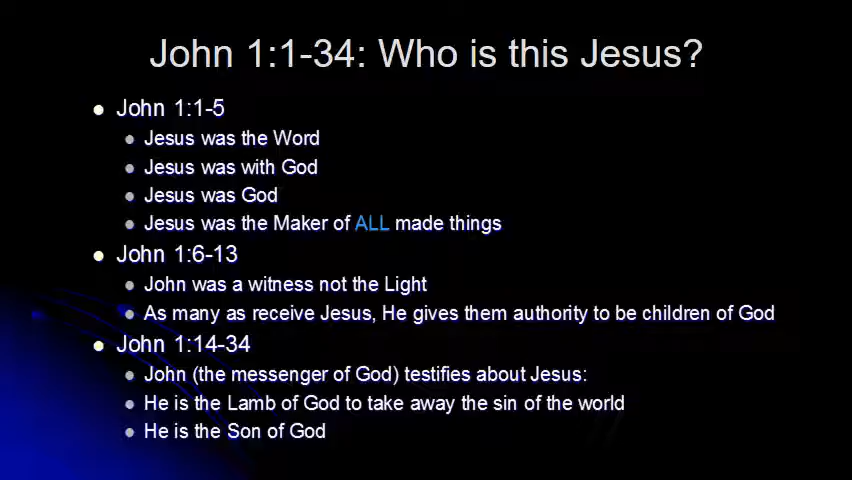 John 1:1-34: Who is this Jesus?
John 1:1-5
Jesus was the Word
Jesus was with God
Jesus was God
Jesus was the Maker of ALL made things
John 1:6-13
John was a witness not the Light
As many as receive Jesus, He gives them authority to be children of God
John 1:14-34
John (the messenger of God) testifies about Jesus:
He is the Lamb of God to take away the sin of the world
He is the Son of God